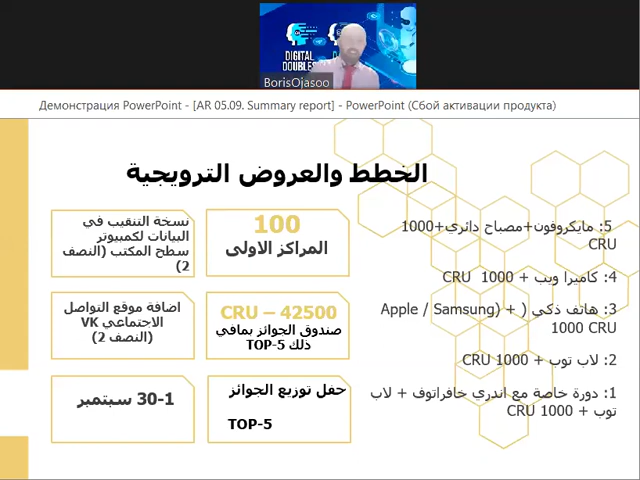 DIGITAL
DOUBLES
BorisOjasoo
Демонстрация PowerPoint - [AR 05.09. Summary report] - PowerPoint (Сбой активации продукта)
الخطط والعروض الترويجية
5: مايكروفون+مصباح دائري+1000
CRU
4: كاميرا ويب + 1000 CRU
3: هاتف ذكي ( + (Apple / Samsung
1000 CRU
2: لاب توب + 1000 CRU
1: دورة خاصة مع اندري خافراتوف + لاب
توب + 1000 CRU
100
المراكز الاولى
CRU – 42500
صندوق الجوائز بمافي
ذلك TOP-5
حفل توزيع الجوائز
TOP-5
نسخة التنقيب في
البيانات لكمبيوتر
سطح المكتب (النصف
2)
اضافة موقع التواصل
الاجتماعي VK
(النصف 2)
1-30 سبتمبر